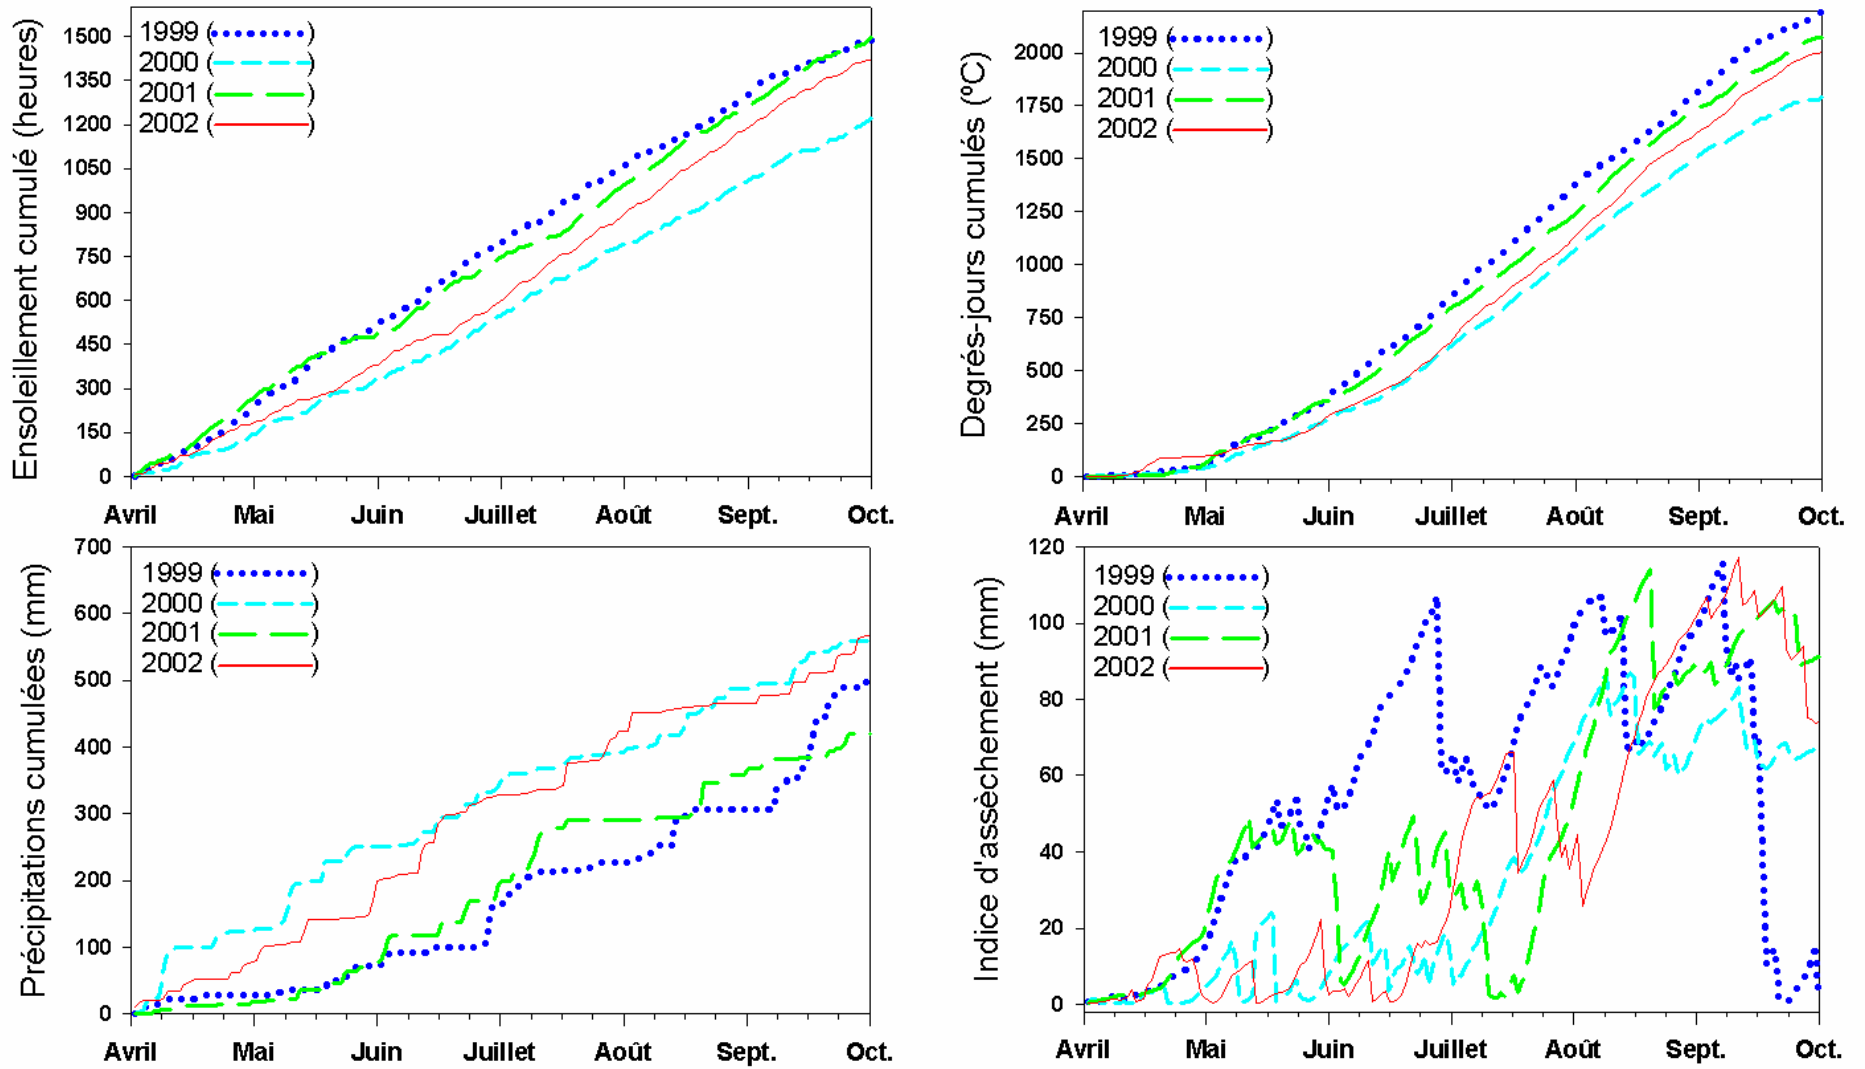 Ensoleillement cumulé (heures)
1500
1350
1200
1050
900
750
600
450
300
150
0
1999 ( )
2000 ( )
2001 ( )
2002 ( )
Avril Mai Juin Juillet Août Sept. Oct.
Degrés-jours cumulés (ºC)
2000
1750
1500
1250
1000
750
500
250
0
1999 ( )
2000 ( )
2001 ( )
2002 ( )
Avril Mai Juin Juillet Août Sept. Oct.
Précipitations cumulées (mm)
700
600
500
400
300
200
100
0
1999 ( )
2000 ( )
2001 ( )
2002 ( )
Avril Mai Juin Juillet Août Sept. Oct.
Indice d'assèchement (mm)
120
100
80
60
40
20
0
1999 ( )
2000 ( )
2001 ( )
2002 ( )
Avril Mai Juin Juillet Août Sept. Oct.